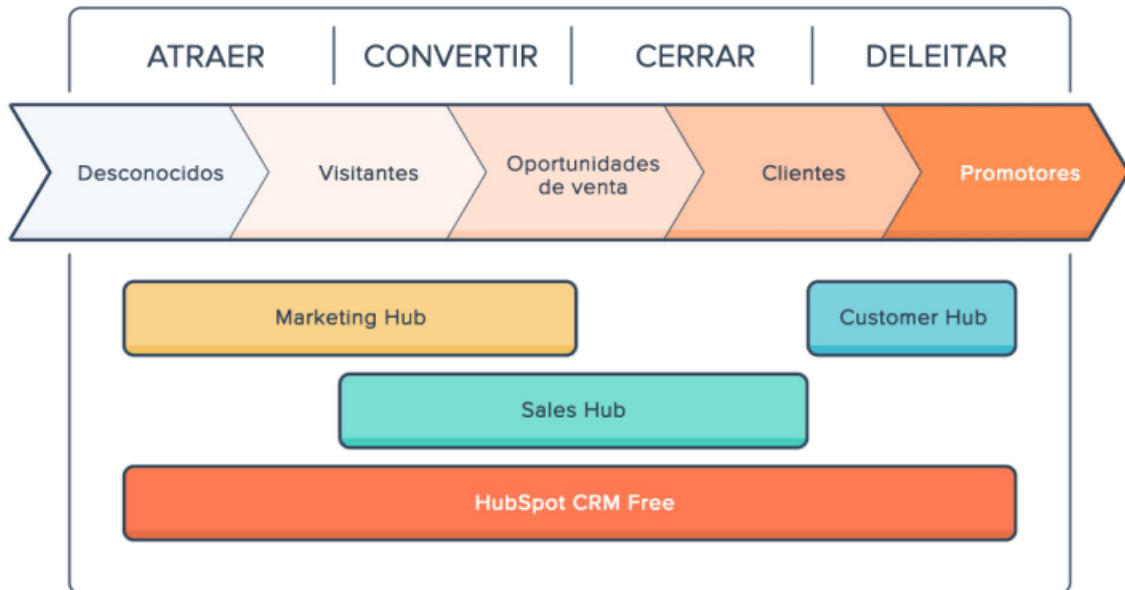 ATRAER
CONVERTIR
CERRAR
DELEITAR
Desconocidos
Visitantes
Oportunidades
de venta
Clientes
Promotores
Marketing Hub
Customer Hub
Sales Hub
HubSpot CRM Free